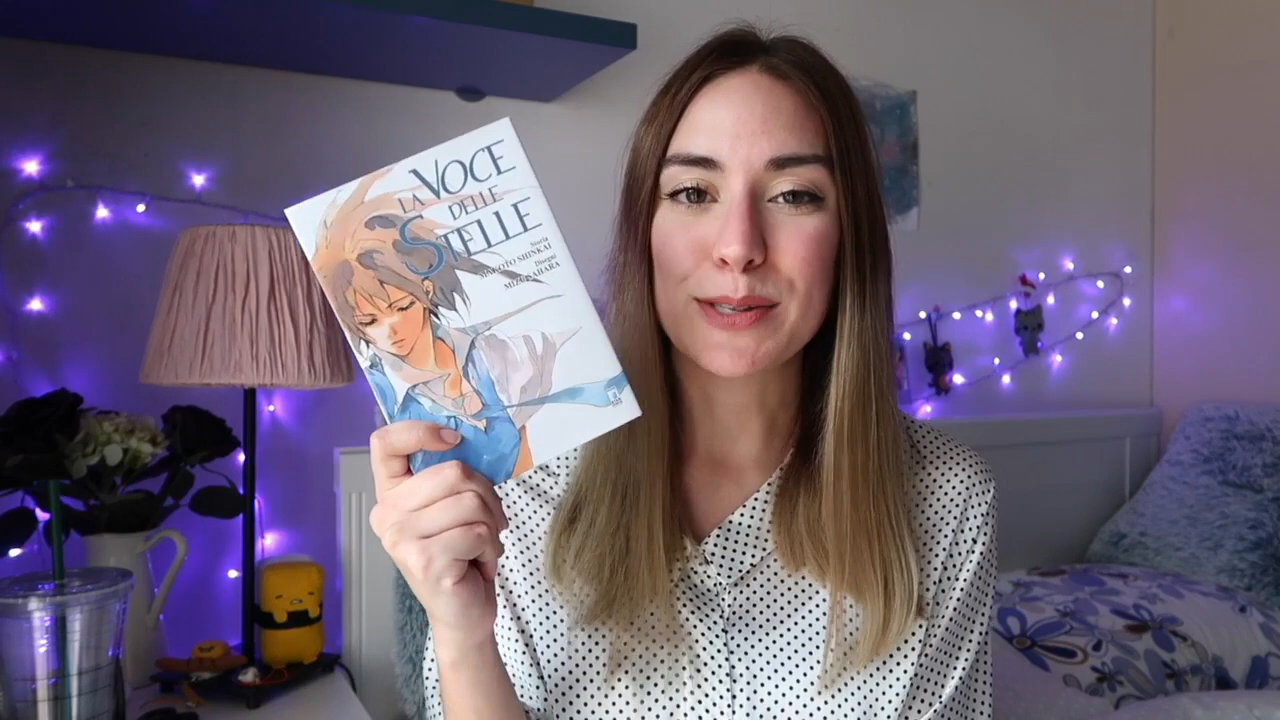 LA VOCE
DELLE
STELLE
Storia
MAKOTO SHINKAI
Disegni
MIZU SAHARA